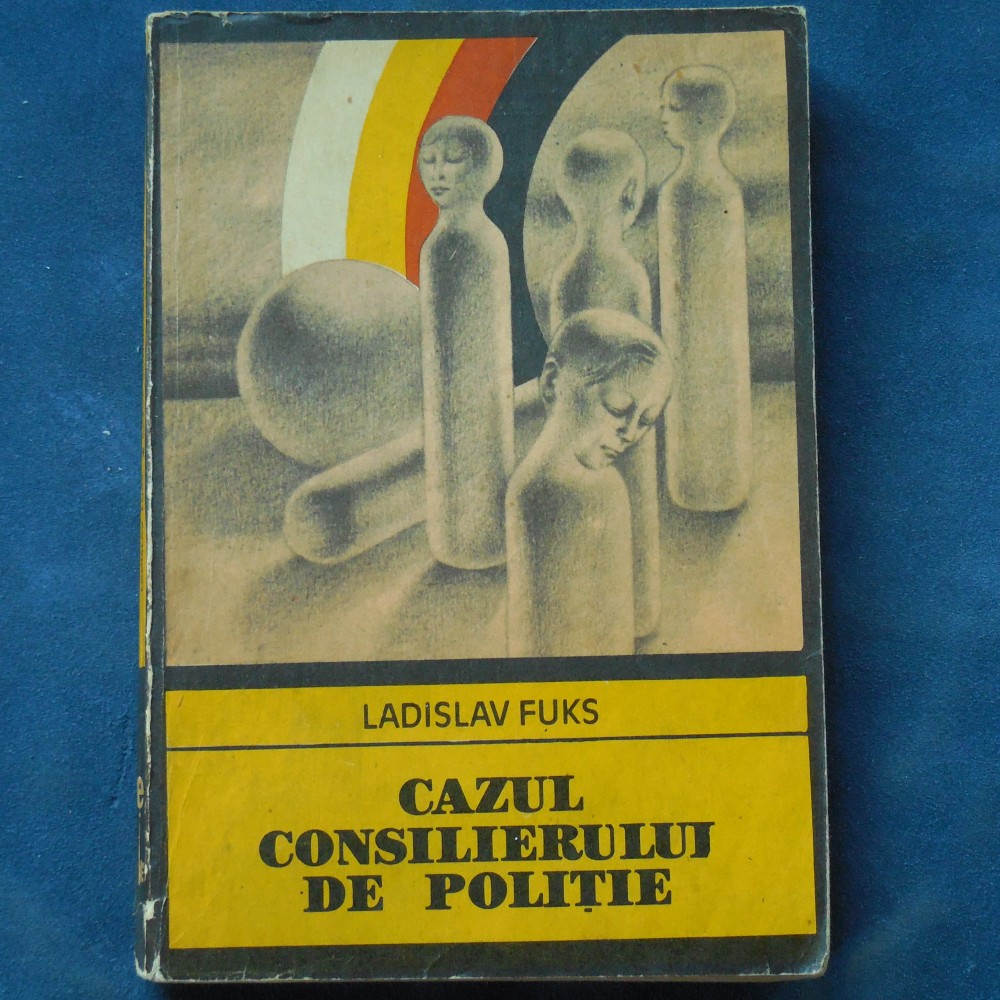 LADISLAV FUKS
CAZUL
CONSILIERULUI
DE POLIȚIE